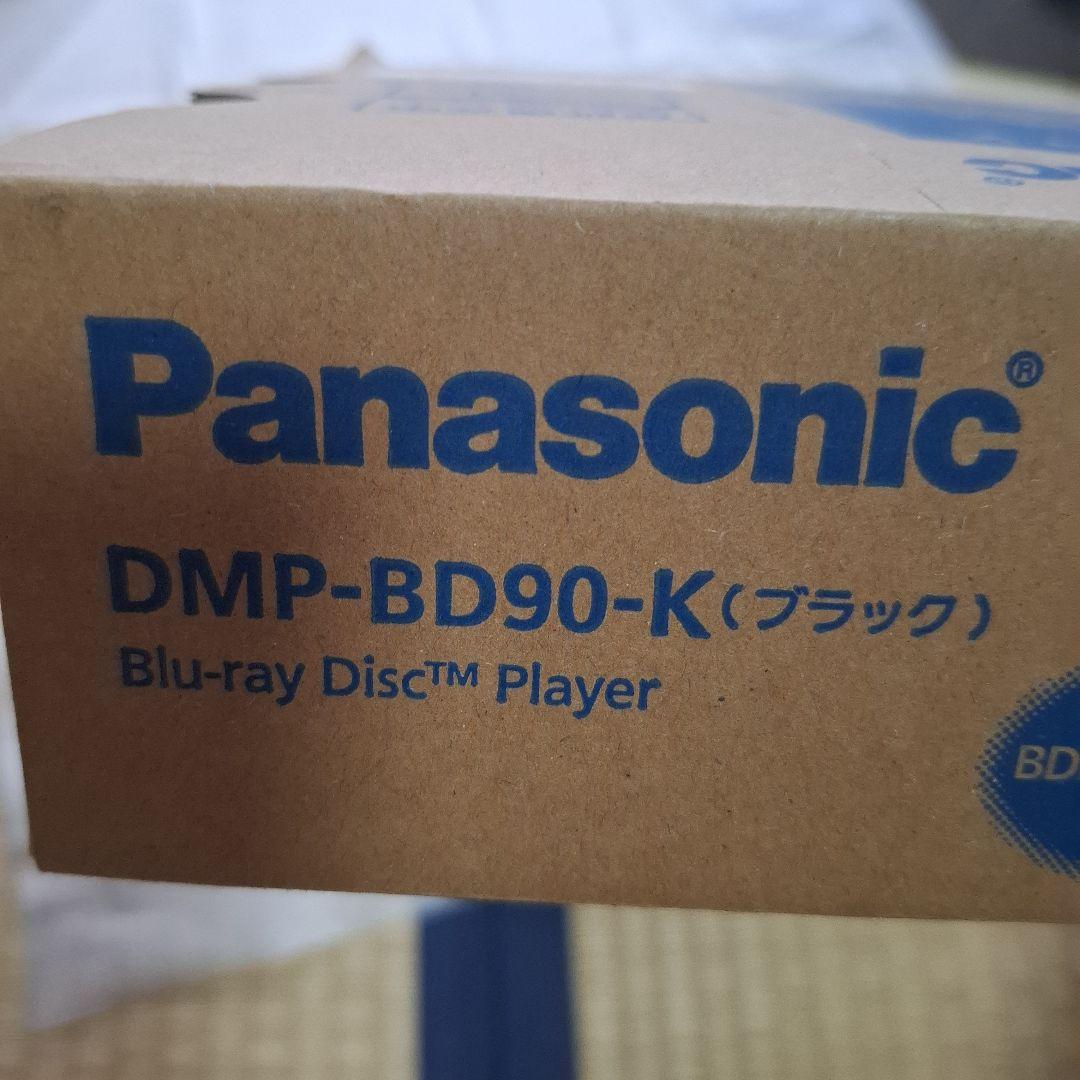 Panasonic®
DMP-BD90-K（ブラック）
Blu-ray Disc™ Player
BD